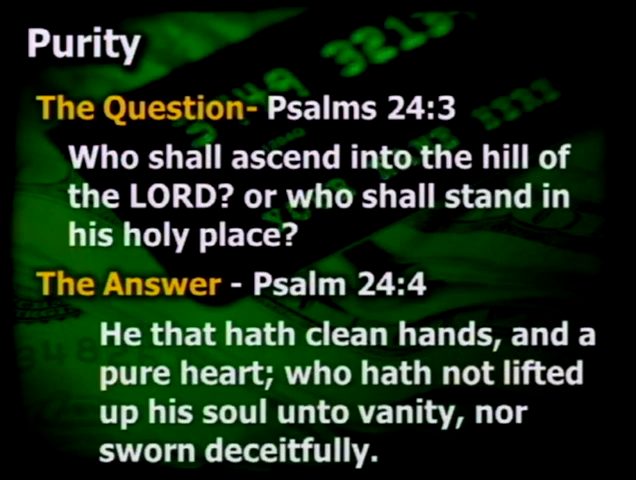 Purity
The Question- Psalms 24:3
Who shall ascend into the hill of
the LORD? or who shall stand in
his holy place?
The Answer - Psalm 24:4
He that hath clean hands, and a
pure heart; who hath not lifted
up his soul unto vanity, nor
sworn deceitfully.